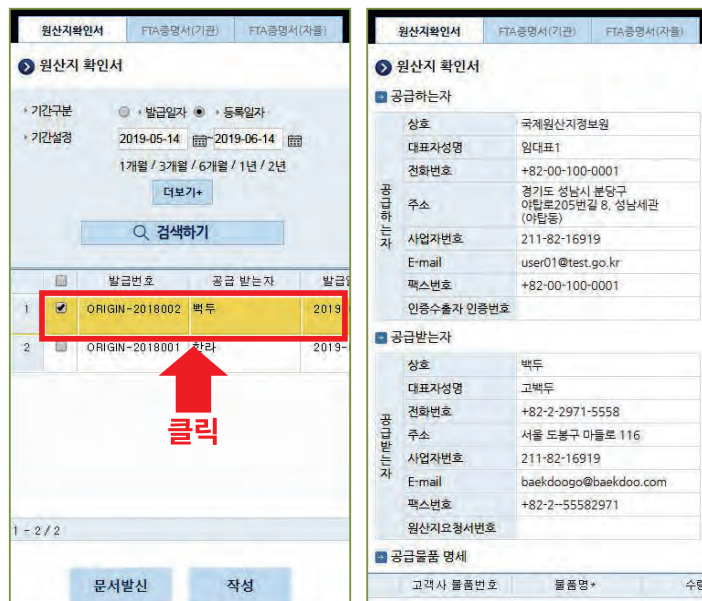 원산지확인서 FTA증명서(기관) FTA증명서(자율)
원산지 확인서
기간구분 발급일자 등록일자
기간설정 2019-05-14 ~ 2019-06-14
1개월 / 3개월 / 6개월 / 1년 / 2년
더보기+
검색하기
발급번호 공급 받는자
1 ORIGIN-2018002 백두 2019
2 ORIGIN-2018001 한라 2019-
클릭
1 - 2 / 2
문서발신 작성
원산지확인서 FTA증명서(기관) FTA증명서(자율)
원산지 확인서
공급하는자
공급하는자
상호 국제원산지정보원
대표자성명 임대표1
전화번호 +82-00-100-0001
주소 경기도 성남시 분당구
야탑로205번길 8, 성남세관
(야탑동)
사업자번호 211-82-16919
E-mail user01@test.go.kr
팩스번호 +82-00-100-0001
인증수출자 인증번호
공급받는자
공급받는자
상호 백두
대표자성명 고백두
전화번호 +82-2-2971-5558
주소 서울 도봉구 마들로 116
사업자번호 211-82-16919
E-mail baekdoogo@baekdoo.com
팩스번호 +82-2--55582971
원산지요청서번호
공급물품 명세
고객사 물품번호 물품명*